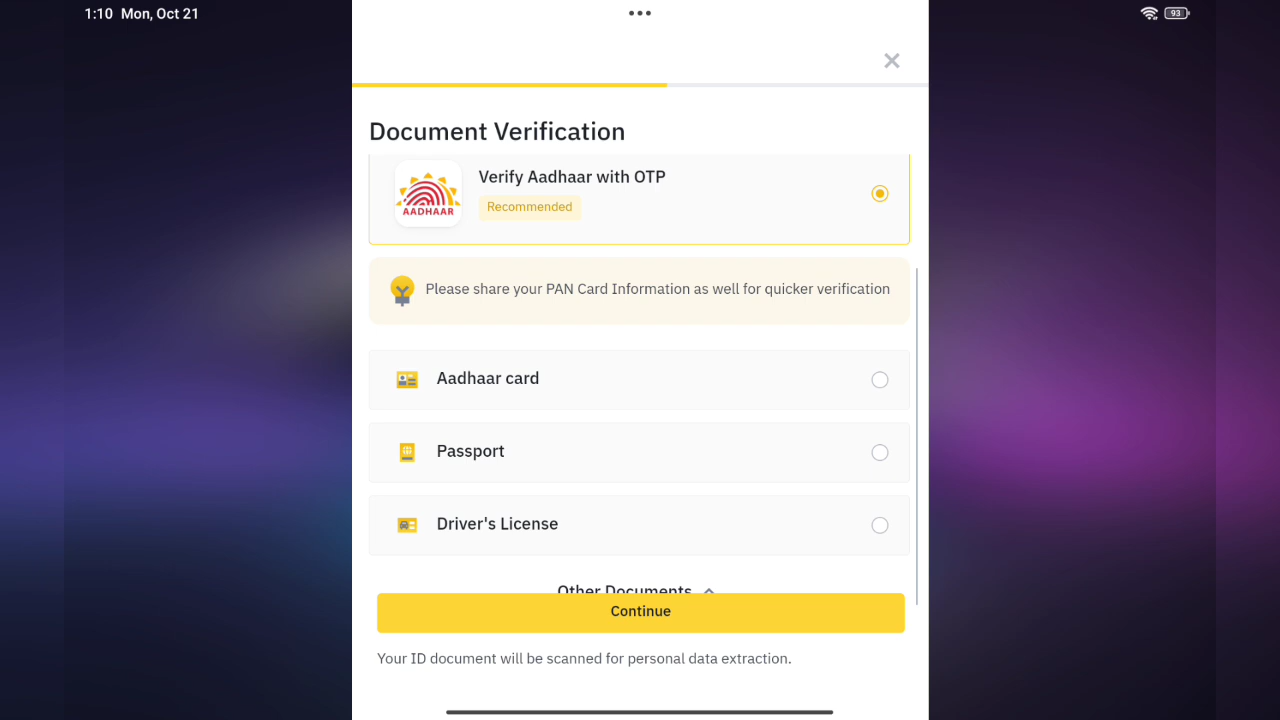 1:10 Mon, Oct 21
93
Document Verification
Verify Aadhaar with OTP
AADHAAR
Recommended
Please share your PAN Card Information as well for quicker verification
Aadhaar card
Passport
Driver's License
Other Documents
Continue
Your ID document will be scanned for personal data extraction.